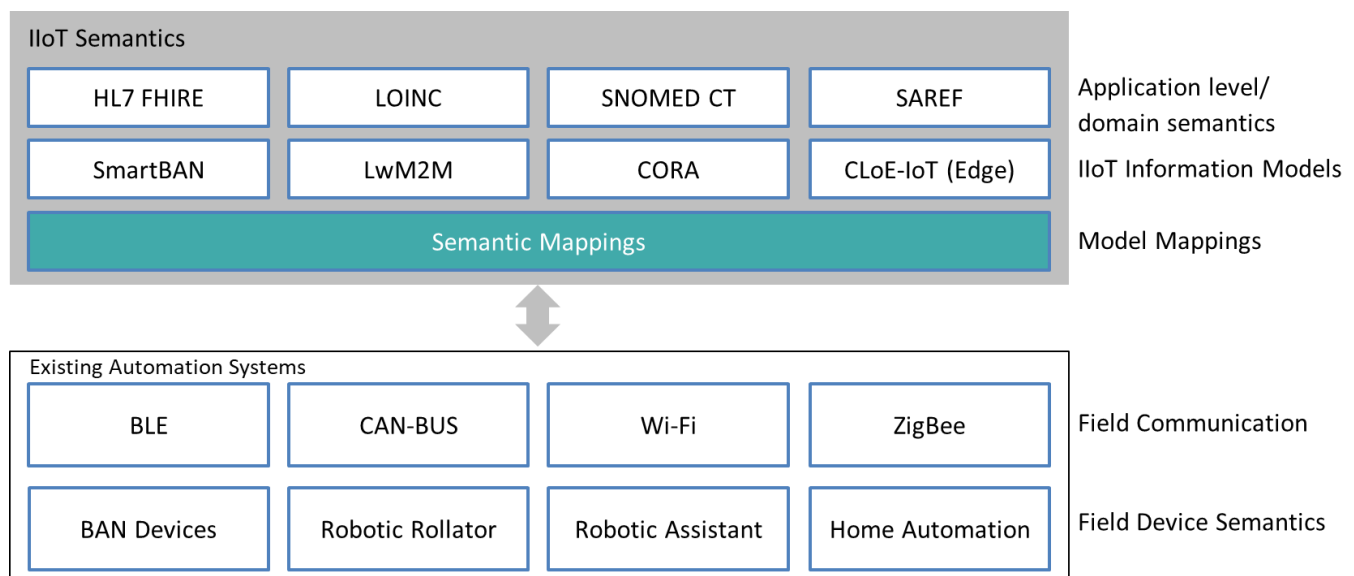 IIoT Semantics
HL7 FHIRE
LOINC
SNOMED CT
SAREF
Application level/
domain semantics
SmartBAN
LwM2M
CORA
CLoE-IoT (Edge)
IIoT Information Models
Semantic Mappings
Model Mappings
Existing Automation Systems
BLE
CAN-BUS
Wi-Fi
ZigBee
Field Communication
BAN Devices
Robotic Rollator
Robotic Assistant
Home Automation
Field Device Semantics